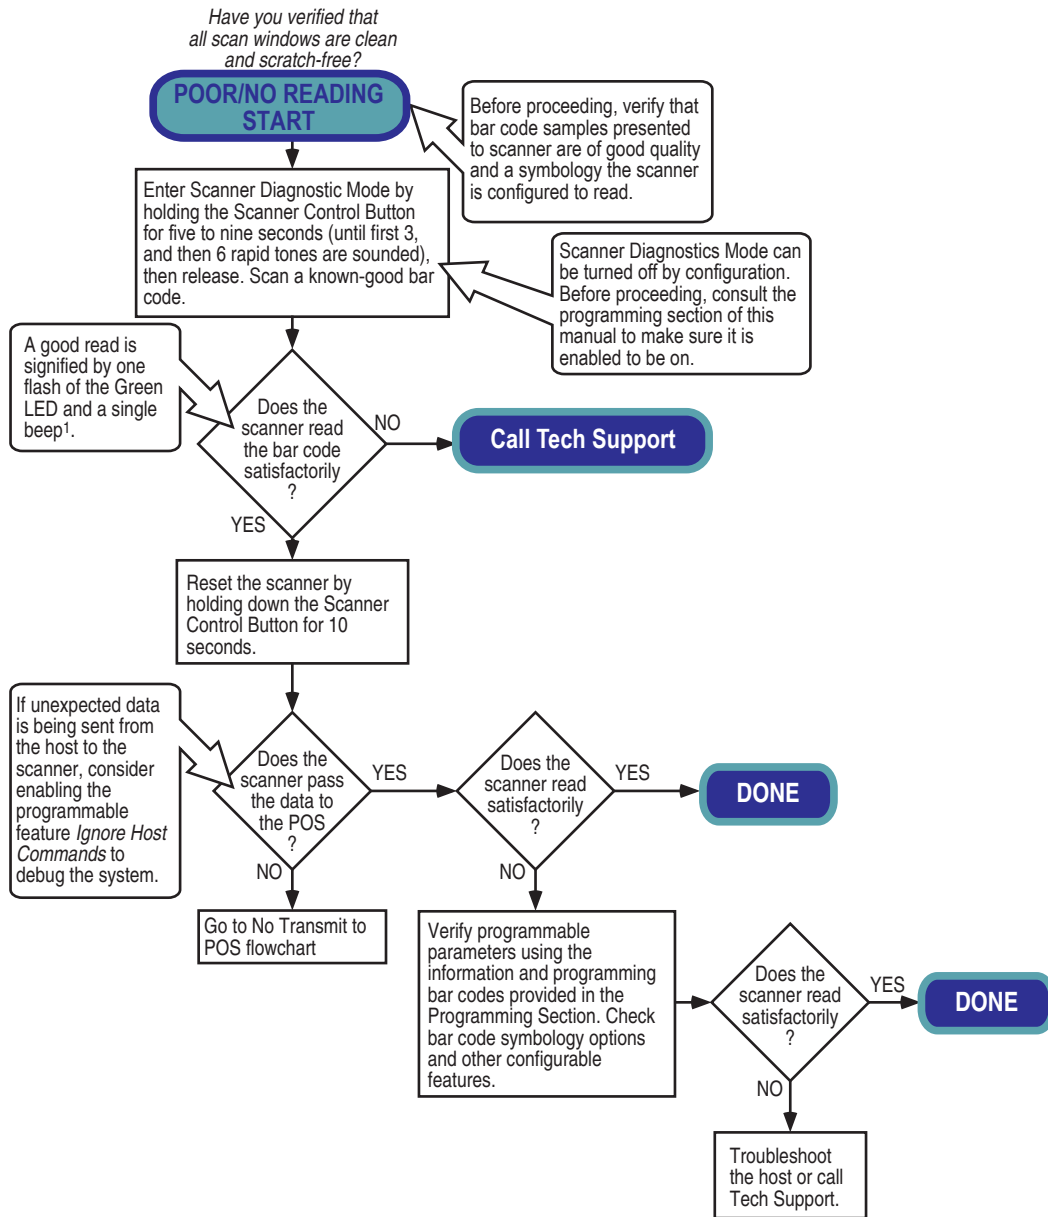 Have you verified that
all scan windows are clean
and scratch-free?
POOR/NO READING
START
Before proceeding, verify that
bar code samples presented
to scanner are of good quality
and a symbology the scanner
is configured to read.
Enter Scanner Diagnostic Mode by
holding the Scanner Control Button
for five to nine seconds (until first 3,
and then 6 rapid tones are sounded),
then release. Scan a known-good bar
code.
Scanner Diagnostics Mode can
be turned off by configuration.
Before proceeding, consult the
programming section of this
manual to make sure it is
enabled to be on.
A good read is
signified by one
flash of the Green
LED and a single
beep1.
Does the
scanner read
the bar code
satisfactorily
?
NO
Call Tech Support
YES
Reset the scanner by
holding down the Scanner
Control Button for 10
seconds.
If unexpected data
is being sent from
the host to the
scanner, consider
enabling the
programmable
feature Ignore Host
Commands to
debug the system.
Does the
scanner pass
the data to
the POS
?
YES
Does the
scanner read
satisfactorily
?
YES
DONE
NO
Go to No Transmit to
POS flowchart
NO
Verify programmable
parameters using the
information and programming
bar codes provided in the
Programming Section. Check
bar code symbology options
and other configurable
features.
Does the
scanner read
satisfactorily
?
YES
DONE
NO
Troubleshoot
the host or call
Tech Support.